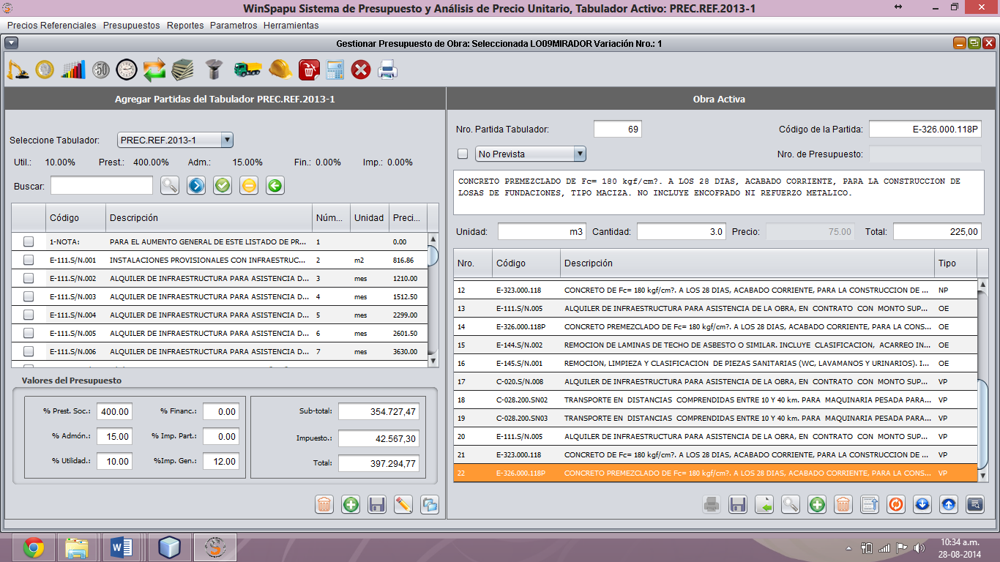 WinSpapu Sistema de Presupuesto y Análisis de Precio Unitario, Tabulador Activo: PREC.REF.2013-1
Precios Referenciales Presupuestos Reportes Parametros Herramientas
Gestionar Presupuesto de Obra: Seleccionada LO09MIRADOR Variación Nro.: 1
50
Agregar Partidas del Tabulador PREC.REF.2013-1
Seleccione Tabulador: PREC.REF.2013-1
Util.: 10.00% Prest.: 400.00% Adm.: 15.00% Fin.: 0.00% Imp.: 0.00%
Buscar:
Código Descripción Núm... Unidad Preci...
1-NOTA: PARA EL AUMENTO GENERAL DE ESTE LISTADO DE PR... 1 0.00
E-111.S/N.001 INSTALACIONES PROVISIONALES CON INFRAESTRUC... 2 m2 816.86
E-111.S/N.002 ALQUILER DE INFRAESTRUCTURA PARA ASISTENCIA D... 3 mes 1210.00
E-111.S/N.003 ALQUILER DE INFRAESTRUCTURA PARA ASISTENCIA D... 4 mes 1512.50
E-111.S/N.004 ALQUILER DE INFRAESTRUCTURA PARA ASISTENCIA D... 5 mes 2299.00
E-111.S/N.005 ALQUILER DE INFRAESTRUCTURA PARA ASISTENCIA D... 6 mes 2601.50
E-111.S/N.006 ALQUILER DE INFRAESTRUCTURA PARA ASISTENCIA D... 7 mes 3630.00
Valores del Presupuesto
% Prest. Soc.: 400.00 % Financ.: 0.00 Sub-total: 354.727,47
% Admón.: 15.00 % Imp. Part.: 0.00 Impuesto.: 42.567,30
% Utilidad.: 10.00 %Imp. Gen.: 12.00 Total: 397.294,77
Obra Activa
Nro. Partida Tabulador: 69 Código de la Partida: E-326.000.118P
No Prevista Nro. de Presupuesto:
CONCRETO PREMEZCLADO DE Fc= 180 kgf/cm?. A LOS 28 DIAS, ACABADO CORRIENTE, PARA LA CONSTRUCCION DE
LOSAS DE FUNDACIONES, TIPO MACIZA. NO INCLUYE ENCOFRADO NI REFUERZO METALICO.
Unidad: m3 Cantidad: 3.0 Precio: 75.00 Total: 225,00
Nro. Código Descripción Tipo
12 E-323.000.118 CONCRETO DE Fc= 180 kgf/cm?. A LOS 28 DIAS, ACABADO CORRIENTE, PARA LA CONSTRUCCION DE ... NP
13 E-111.S/N.005 ALQUILER DE INFRAESTRUCTURA PARA ASISTENCIA DE LA OBRA, EN CONTRATO CON MONTO SUP... OE
14 E-326.000.118P CONCRETO PREMEZCLADO DE Fc= 180 kgf/cm?. A LOS 28 DIAS, ACABADO CORRIENTE, PARA LA CONS... OE
15 E-144.S/N.002 REMOCION DE LAMINAS DE TECHO DE ASBESTO O SIMILAR. INCLUYE CLASIFICACION, ACARREO IN... OE
16 E-145.S/N.001 REMOCION, LIMPIEZA Y CLASIFICACION DE PIEZAS SANITARIAS (WC, LAVAMANOS Y URINARIOS). I... OE
17 C-020.S/N.008 ALQUILER DE INFRAESTRUCTURA PARA ASISTENCIA DE LA OBRA, EN CONTRATO CON MONTO SUP... VP
18 C-028.200.SN02 TRANSPORTE EN DISTANCIAS COMPRENDIDAS ENTRE 10 Y 40 km. PARA MAQUINARIA PESADA PARA... VP
19 C-028.200.SN03 TRANSPORTE EN DISTANCIAS COMPRENDIDAS ENTRE 10 Y 40 km. PARA MAQUINARIA PESADA PARA... VP
20 E-111.S/N.005 ALQUILER DE INFRAESTRUCTURA PARA ASISTENCIA DE LA OBRA, EN CONTRATO CON MONTO SUP... VP
21 E-323.000.118 CONCRETO DE Fc= 180 kgf/cm?. A LOS 28 DIAS, ACABADO CORRIENTE, PARA LA CONSTRUCCION DE ... VP
22 E-326.000.118P CONCRETO PREMEZCLADO DE Fc= 180 kgf/cm?. A LOS 28 DIAS, ACABADO CORRIENTE, PARA LA CONS... VP
10:34 a.m.
28-08-2014